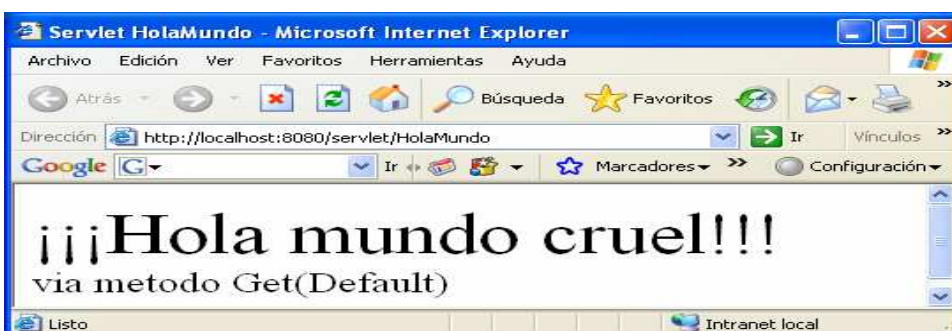 Servlet HolaMundo - Microsoft Internet Explorer
Archivo Edición Ver Favoritos Herramientas Ayuda
Atrás Búsqueda Favoritos »
Dirección http://localhost:8080/servlet/HolaMundo Ir Vínculos »
Google G Ir Marcadores » Configuración
¡¡¡Hola mundo cruel!!!
via metodo Get(Default)
Listo Intranet local